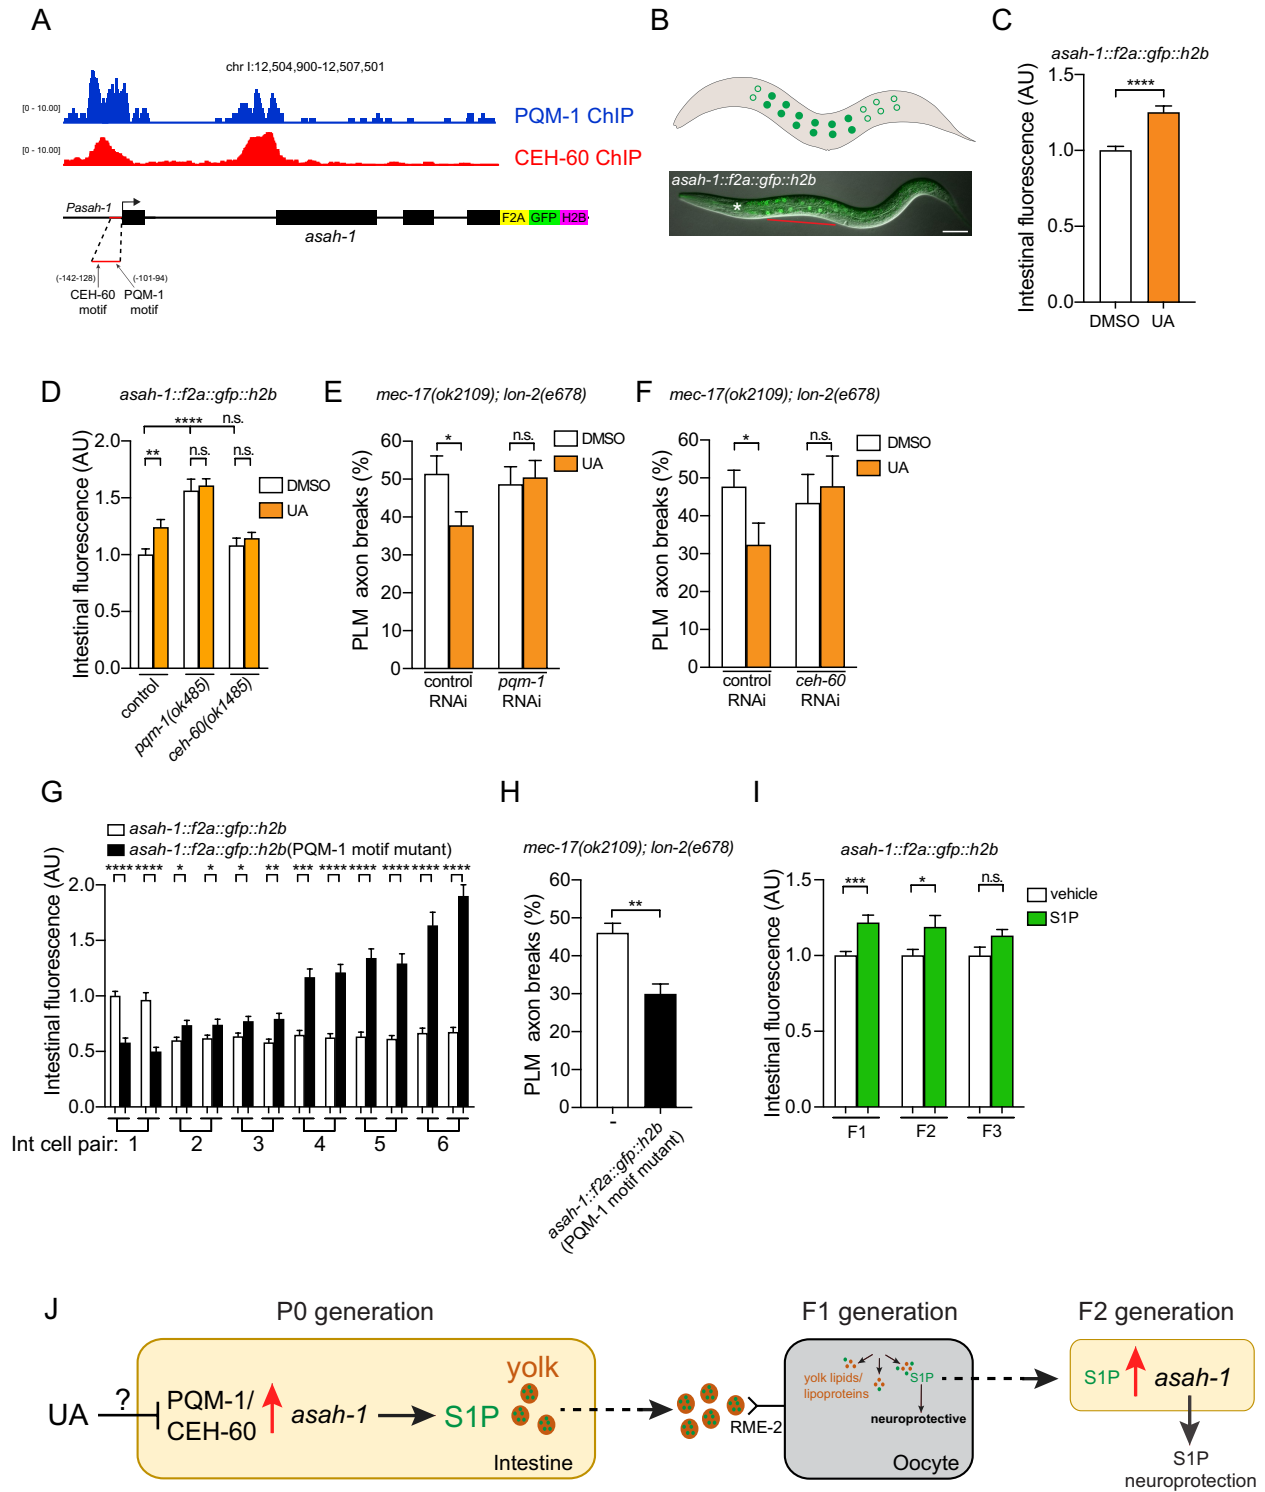 A
chr I:12,504,900-12,507,501
[0 - 10.00]
PQM-1 ChIP
[0 - 10.00]
CEH-60 ChIP
Pasah-1
F2A GFP H2B
asah-1
(-142-128)
(-101-94)
CEH-60 motif
PQM-1 motif
B
asah-1::f2a::gfp::h2b
*
C
asah-1::f2a::gfp::h2b
Intestinal fluorescence (AU)
1.5
1.0
0.5
0.0
****
DMSO UA
D
asah-1::f2a::gfp::h2b
Intestinal fluorescence (AU)
2.0
1.5
1.0
0.5
0.0
**** n.s.
** n.s. n.s.
DMSO
UA
control
pqm-1(ok485)
ceh-60(ok1485)
E
mec-17(ok2109); lon-2(e678)
PLM axon breaks (%)
60
50
40
30
20
10
0
* n.s.
DMSO
UA
control RNAi
pqm-1 RNAi
F
mec-17(ok2109); lon-2(e678)
PLM axon breaks (%)
60
50
40
30
20
10
0
* n.s.
DMSO
UA
control RNAi
ceh-60 RNAi
G
asah-1::f2a::gfp::h2b
asah-1::f2a::gfp::h2b(PQM-1 motif mutant)
Intestinal fluorescence (AU)
**** **** * * * ** *** **** **** **** **** ****
2.0
1.5
1.0
0.5
0.0
Int cell pair: 1 2 3 4 5 6
H
mec-17(ok2109); lon-2(e678)
PLM axon breaks (%)
60
50
40
30
20
10
0
**
-
asah-1::f2a::gfp::h2b
(PQM-1 motif mutant)
I
asah-1::f2a::gfp::h2b
Intestinal fluorescence (AU)
1.5
1.0
0.5
0.0
*** * n.s.
vehicle
S1P
F1 F2 F3
J
P0 generation
F1 generation
F2 generation
UA
?
PQM-1/
CEH-60
asah-1
S1P
yolk
Intestine
RME-2
yolk lipids/
lipoproteins
S1P
neuroprotective
Oocyte
S1P
asah-1
S1P
neuroprotection